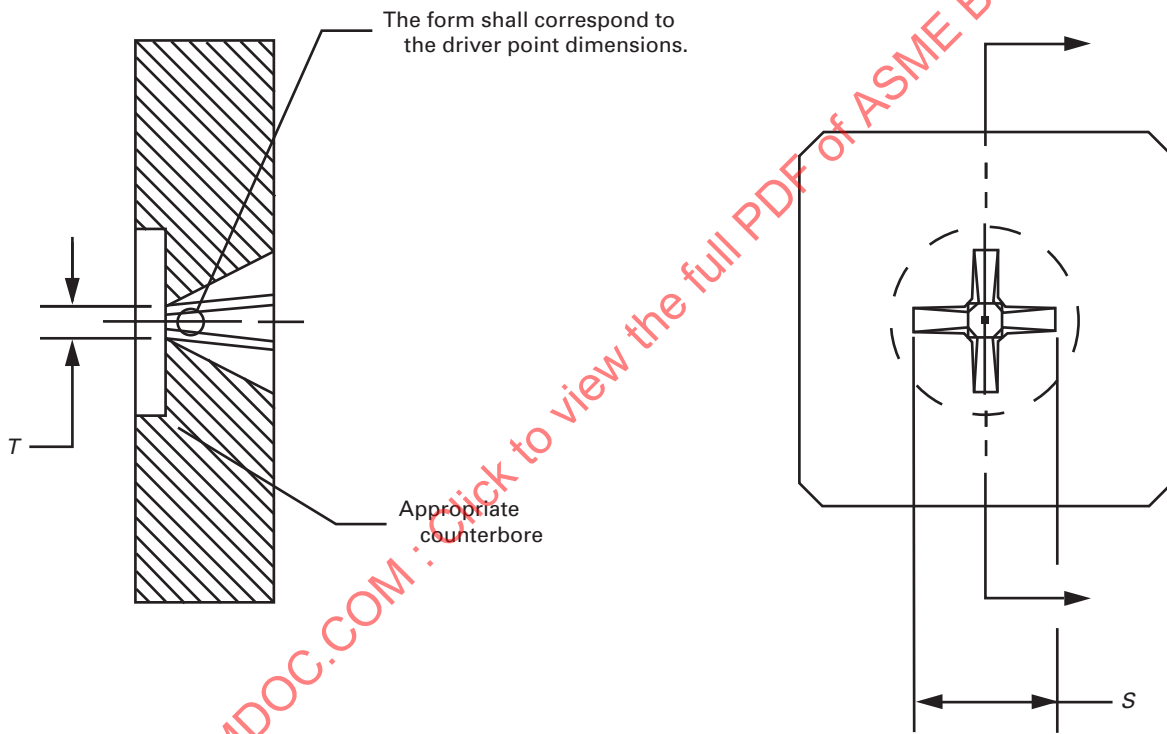 The form shall correspond to
the driver point dimensions.
T
Appropriate
counterbore
S
MDOC.COM : Click to view the full PDF of ASME B